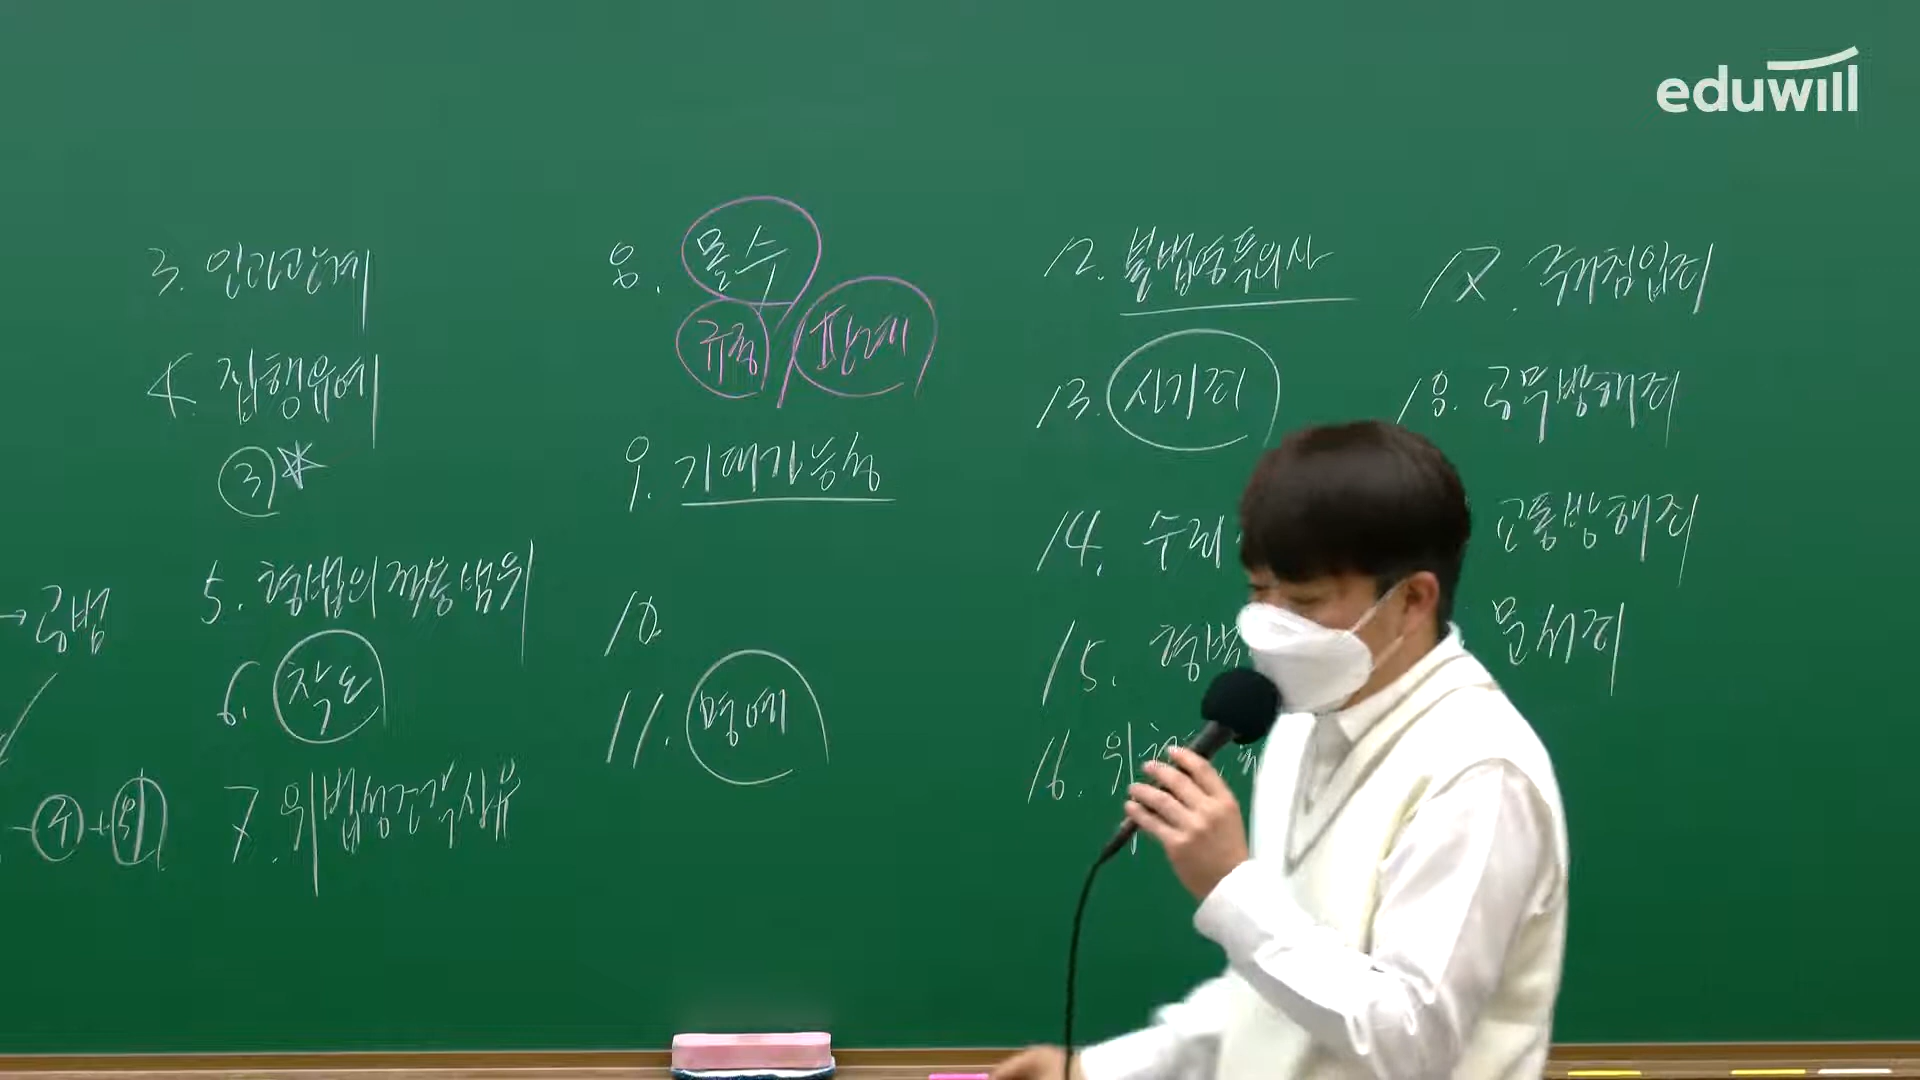 eduwill
3. 인과관계
4. 집행유예
③☆
→공범
5. 형법의 적용범위
6. 착오
7. 위법성조각사유
8. 몰수
규정 판례
9. 기대가능성
10
11. 명예
12. 불법영득의사
13. 사기죄
14. 수뢰
15. 형법
16. 위험
17. 주거침입죄
18. 공무방해죄
교통방해죄
문서죄